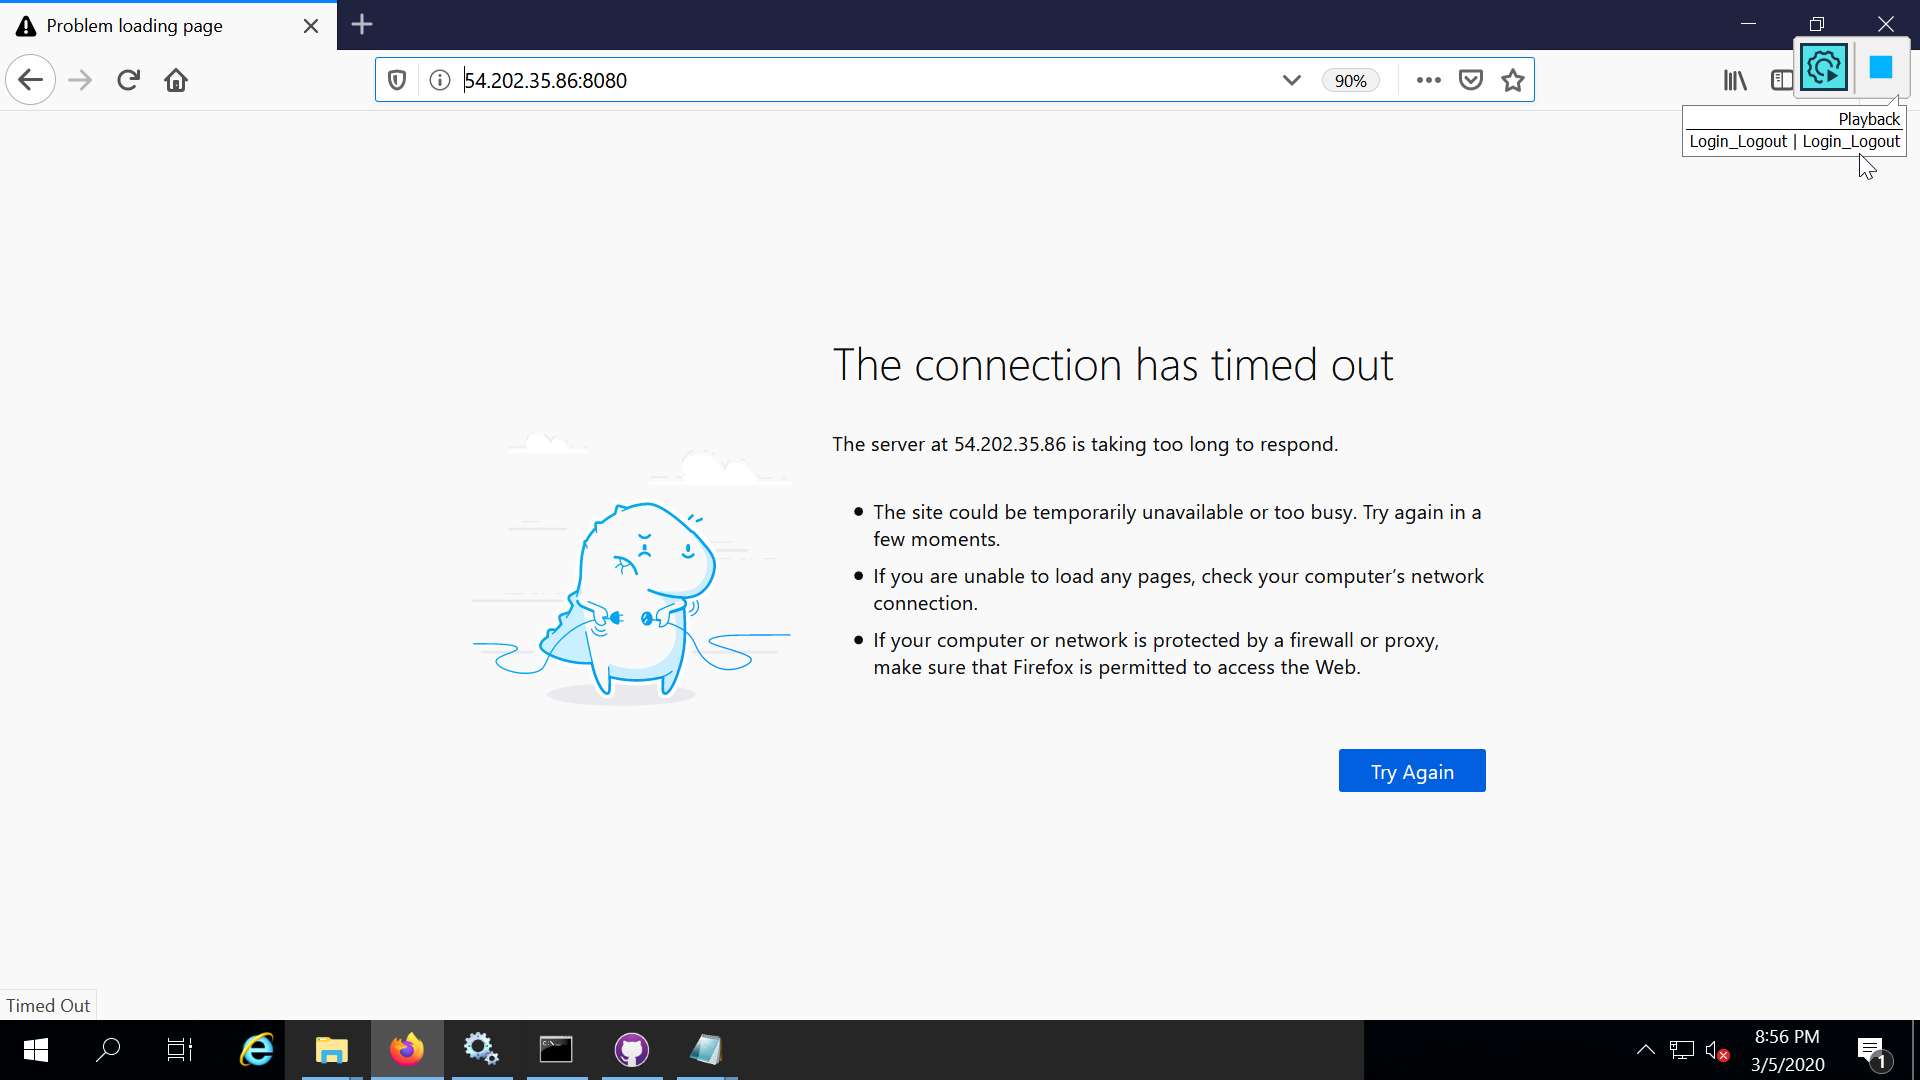 Problem loading page
54.202.35.86:8080
90%
Playback
Login_Logout | Login_Logout
The connection has timed out
The server at 54.202.35.86 is taking too long to respond.
The site could be temporarily unavailable or too busy. Try again in a
few moments.
If you are unable to load any pages, check your computer’s network
connection.
If your computer or network is protected by a firewall or proxy,
make sure that Firefox is permitted to access the Web.
Try Again
Timed Out
8:56 PM
3/5/2020
1